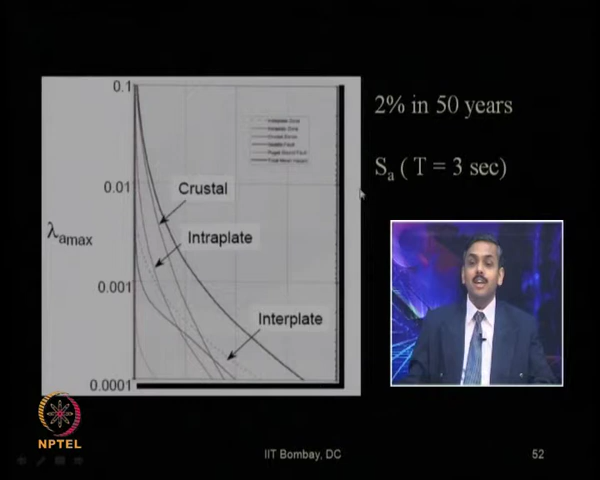 0.1
0.01
0.001
0.0001
λamax
Crustal
Intraplate
Interplate
2% in 50 years
Sa ( T = 3 sec)
NPTEL
IIT Bombay, DC
52